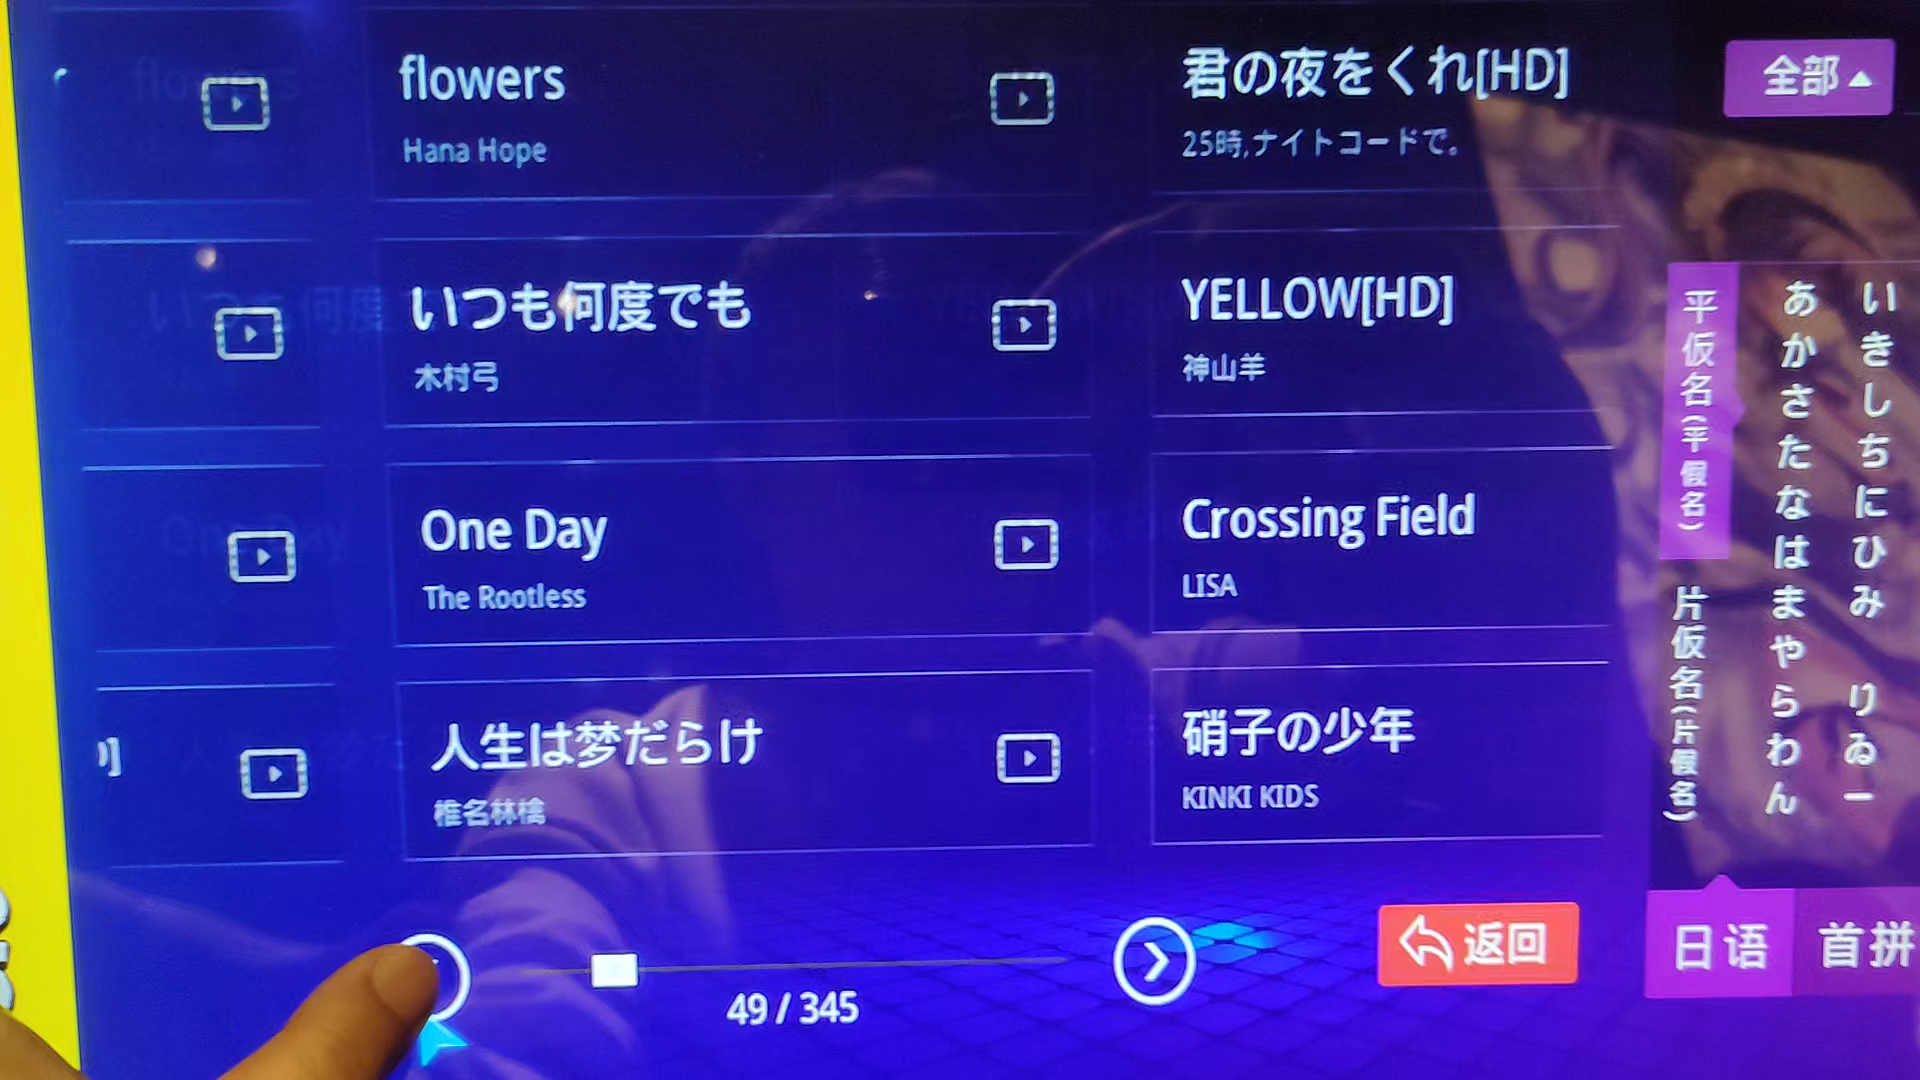 flowers
Hana Hope
君の夜をくれ[HD]
25時,ナイトコードで。
全部
いつも何度でも
木村弓
YELLOW[HD]
神山羊
One Day
The Rootless
Crossing Field
LISA
人生は梦だらけ
椎名林檎
硝子の少年
KINKI KIDS
平仮名(平假名)
片仮名(片假名)
あかさたなはまやらわん
いきしちにひみ りゐー
49 / 345
返回
日语
首拼